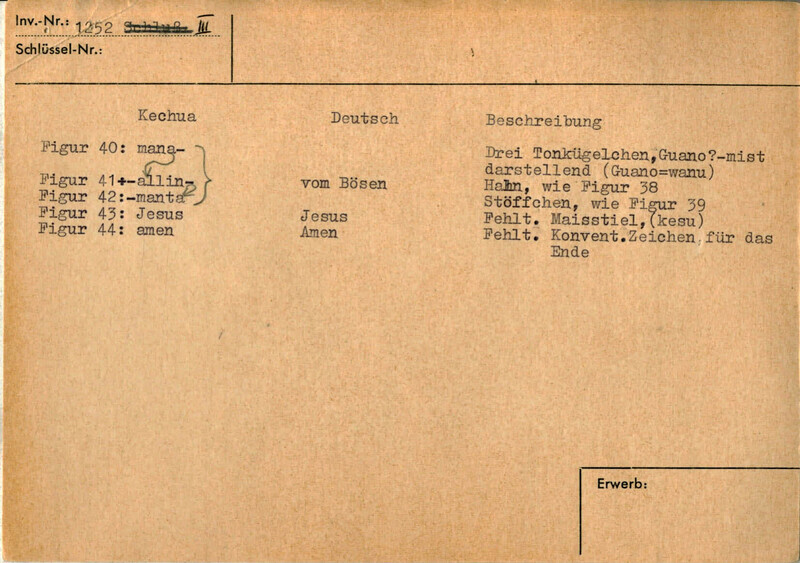 Inv.-Nr.: 1252 Schluß. III
Schlüssel-Nr.:
Kechua Deutsch Beschreibung
Figur 40: mana- Drei Tonkügelchen,Guano?-mist
darstellend (Guano=wanu)
Figur 41+-allin- vom Bösen Hahn, wie Figur 38
Figur 42:-manta Stöffchen, wie Figur 39
Figur 43: Jesus Jesus Fehlt. Maisstiel,(kesu)
Figur 44: amen Amen Fehlt. Konvent.Zeichen für das
Ende
Erwerb: